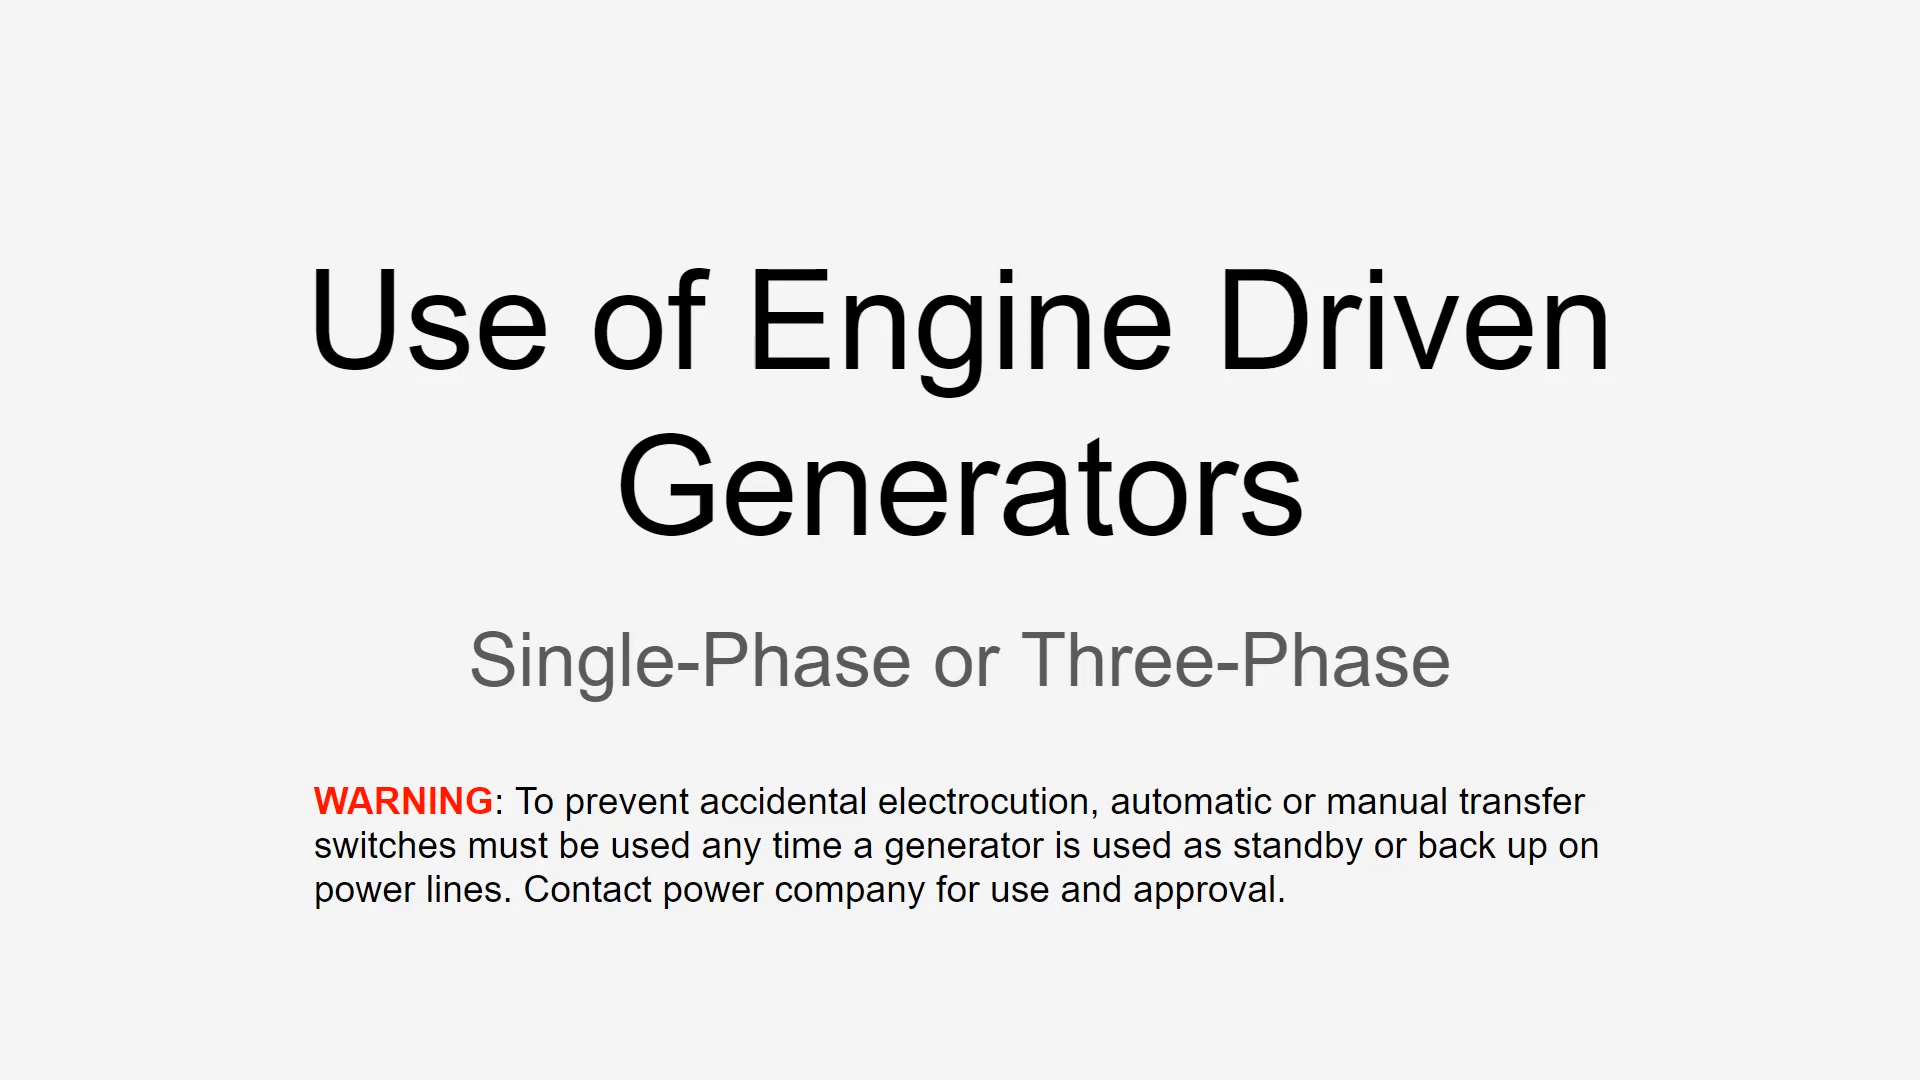 Use of Engine Driven
Generators
Single-Phase or Three-Phase
WARNING: To prevent accidental electrocution, automatic or manual transfer
switches must be used any time a generator is used as standby or back up on
power lines. Contact power company for use and approval.